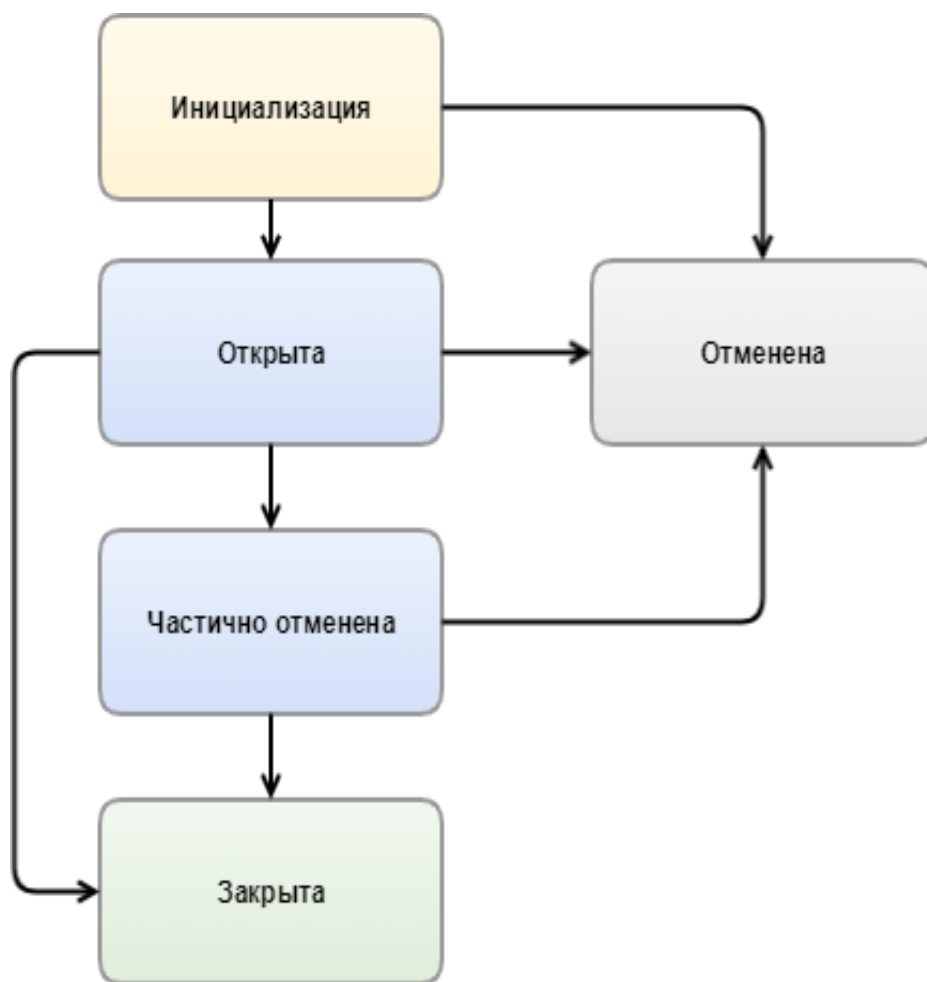 Инициализация
Открыта
Отменена
Частично отменена
Закрыта